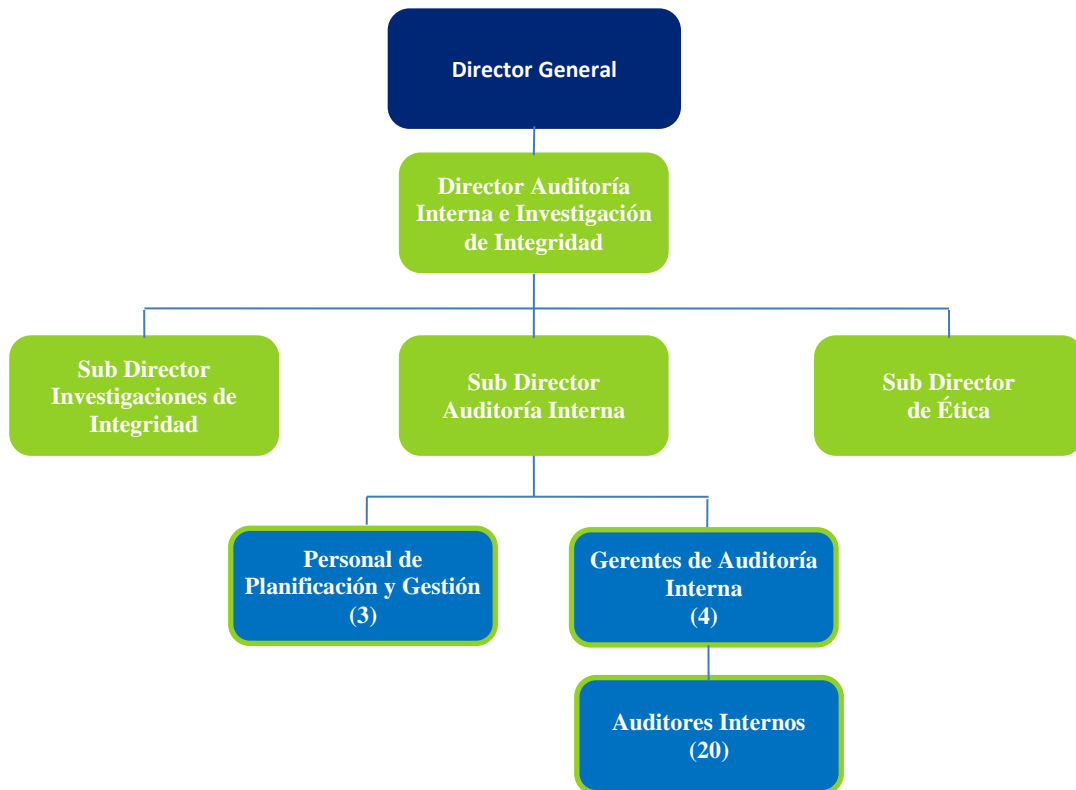 Director General
Director Auditoría
Interna e Investigación
de Integridad
Sub Director
Investigaciones de
Integridad
Sub Director
Auditoría Interna
Sub Director
de Ética
Personal de
Planificación y Gestión
(3)
Gerentes de Auditoría
Interna
(4)
Auditores Internos
(20)